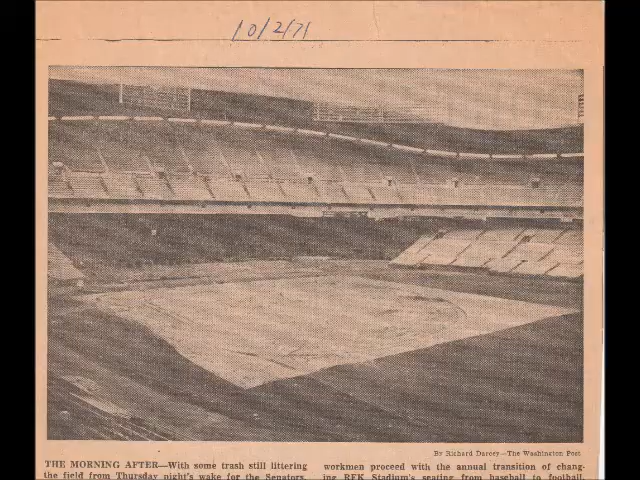 10/2/71
By Richard Darcey—The Washington Post
THE MORNING AFTER—With some trash still littering
the field from Thursday night's wake for the Senators,
workmen proceed with the annual transition of chang-
ing RFK Stadium's seating from baseball to football.